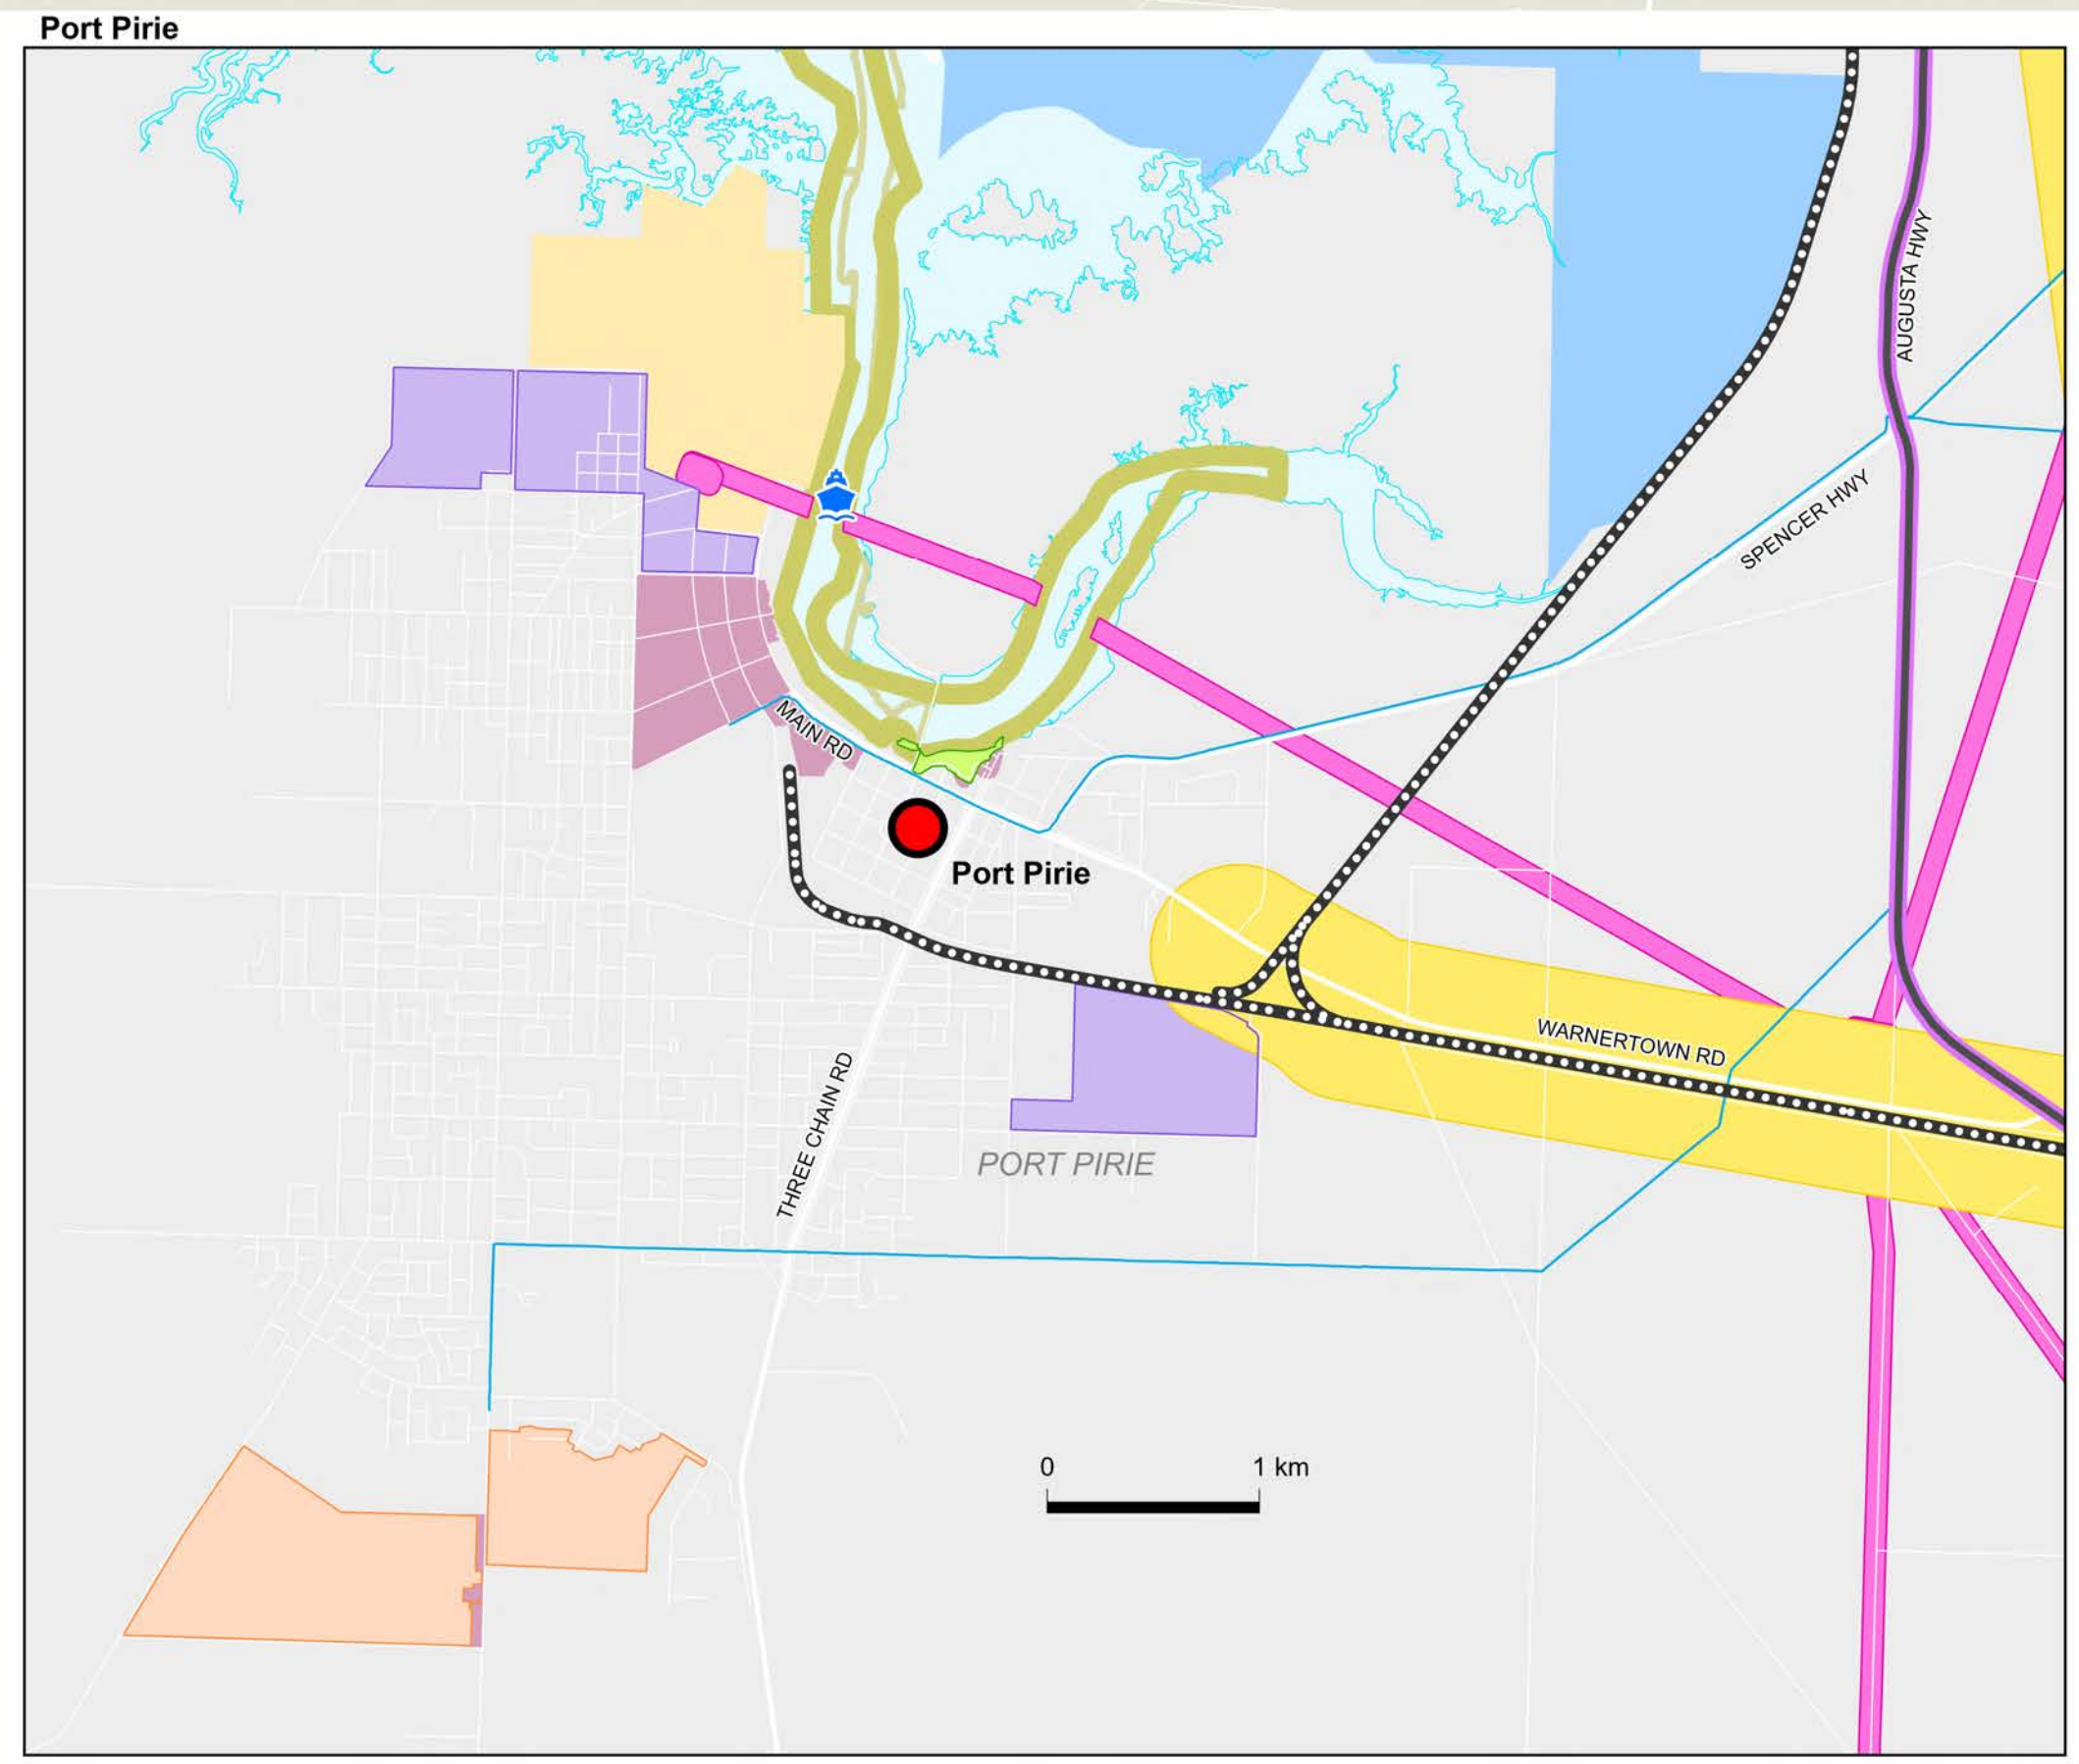 Port Pirie
AUGUSTA HWY
SPENCER HWY
MAIN RD
Port Pirie
WARNERTOWN RD
THREE CHAIN RD
PORT PIRIE
0 1 km